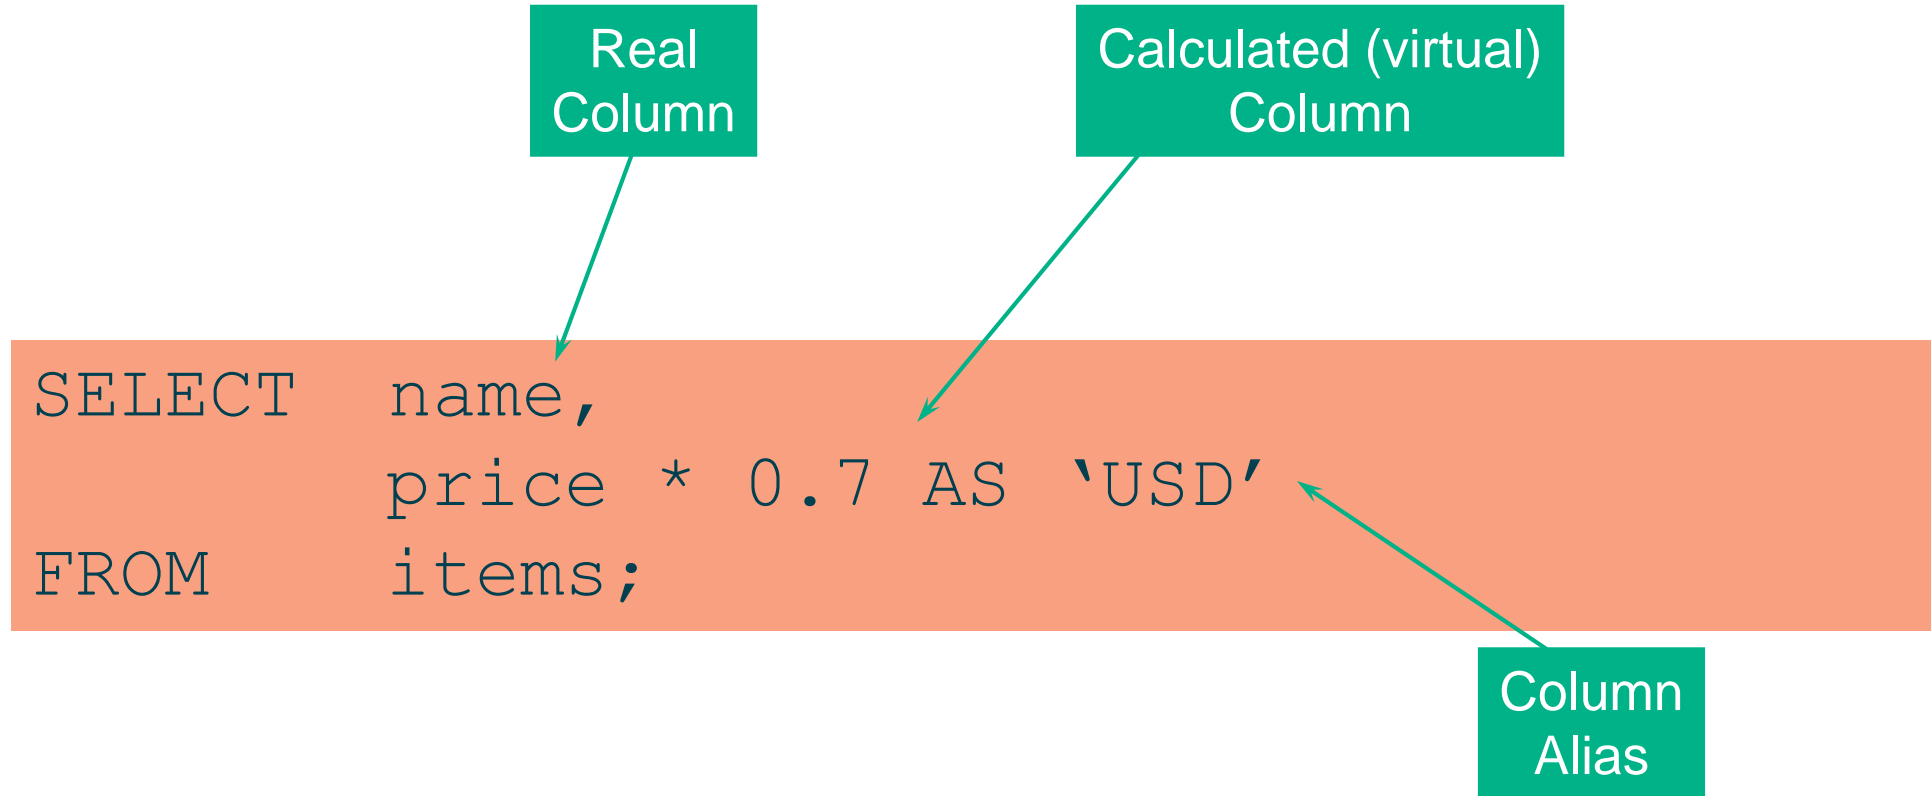 Real
Column
Calculated (virtual)
Column
SELECT name,
price * 0.7 AS ‘USD’
FROM items;
Column
Alias